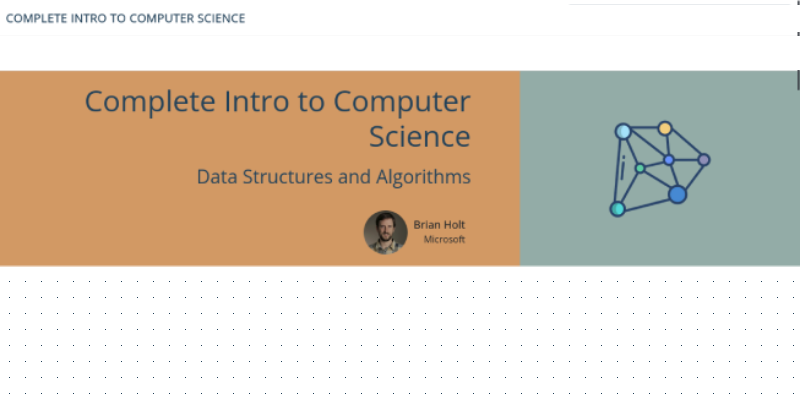 COMPLETE INTRO TO COMPUTER SCIENCE
Complete Intro to Computer
Science
Data Structures and Algorithms
Brian Holt
Microsoft